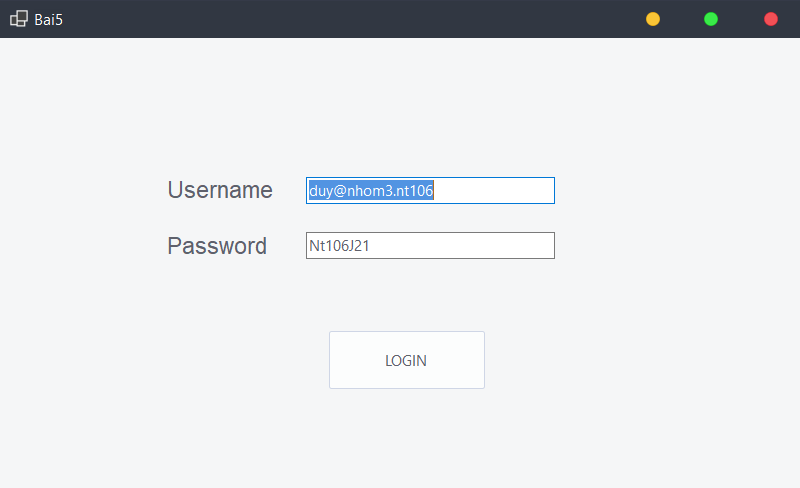 Bai5
Username duy@nhom3.nt106
Password Nt106J21
LOGIN